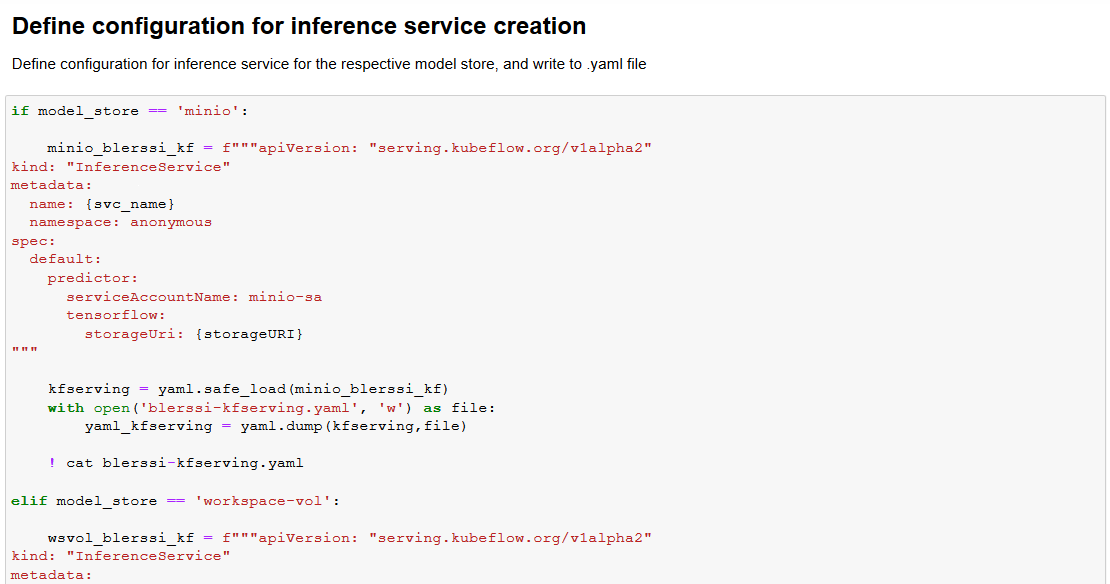 Define configuration for inference service creation
Define configuration for inference service for the respective model store, and write to .yaml file
if model_store == 'minio':
    minio_blerssi_kf = f"""apiVersion: "serving.kubeflow.org/v1alpha2"
kind: "InferenceService"
metadata:
  name: {svc_name}
  namespace: anonymous
spec:
  default:
    predictor:
      serviceAccountName: minio-sa
      tensorflow:
        storageUri: {storageURI}
"""
    kfserving = yaml.safe_load(minio_blerssi_kf)
    with open('blerssi-kfserving.yaml', 'w') as file:
        yaml_kfserving = yaml.dump(kfserving,file)
    ! cat blerssi-kfserving.yaml
elif model_store == 'workspace-vol':
    wsvol_blerssi_kf = f"""apiVersion: "serving.kubeflow.org/v1alpha2"
kind: "InferenceService"
metadata: